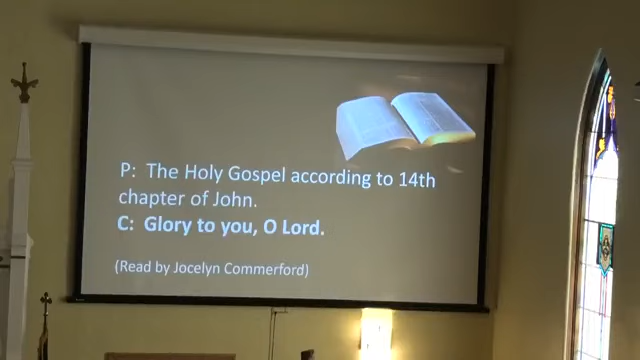 P: The Holy Gospel according to 14th
chapter of John.
C: Glory to you, O Lord.
(Read by Jocelyn Commerford)